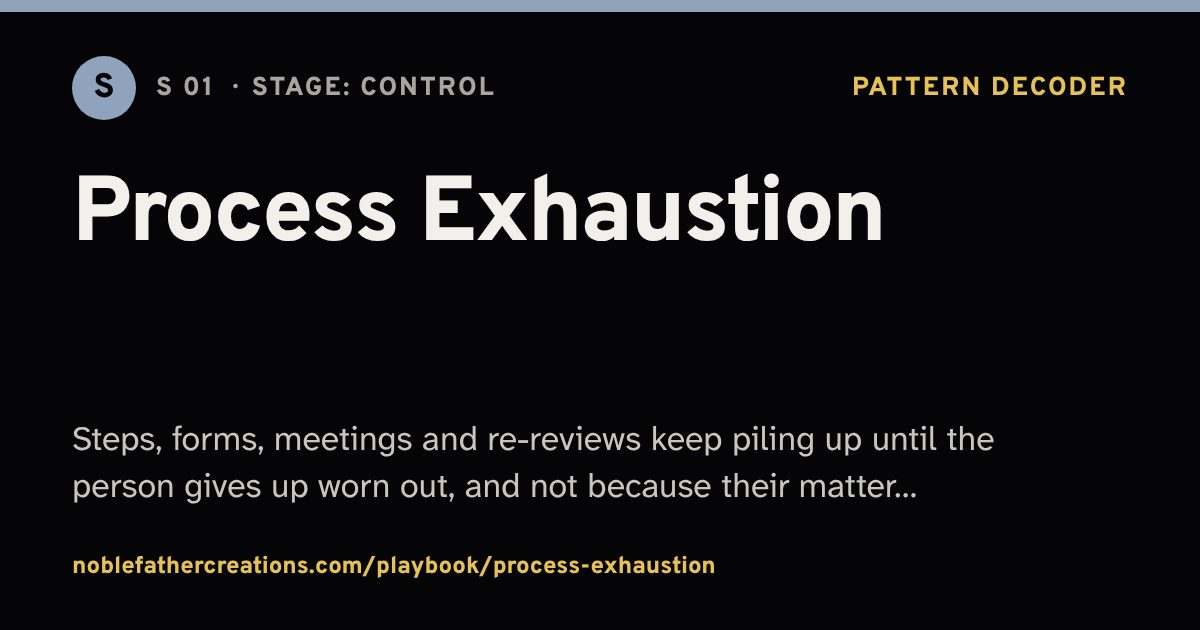 S
S 01 · STAGE: CONTROL
PATTERN DECODER
Process Exhaustion
Steps, forms, meetings and re-reviews keep piling up until the
person gives up worn out, and not because their matter...
noblefathercreations.com/playbook/process-exhaustion